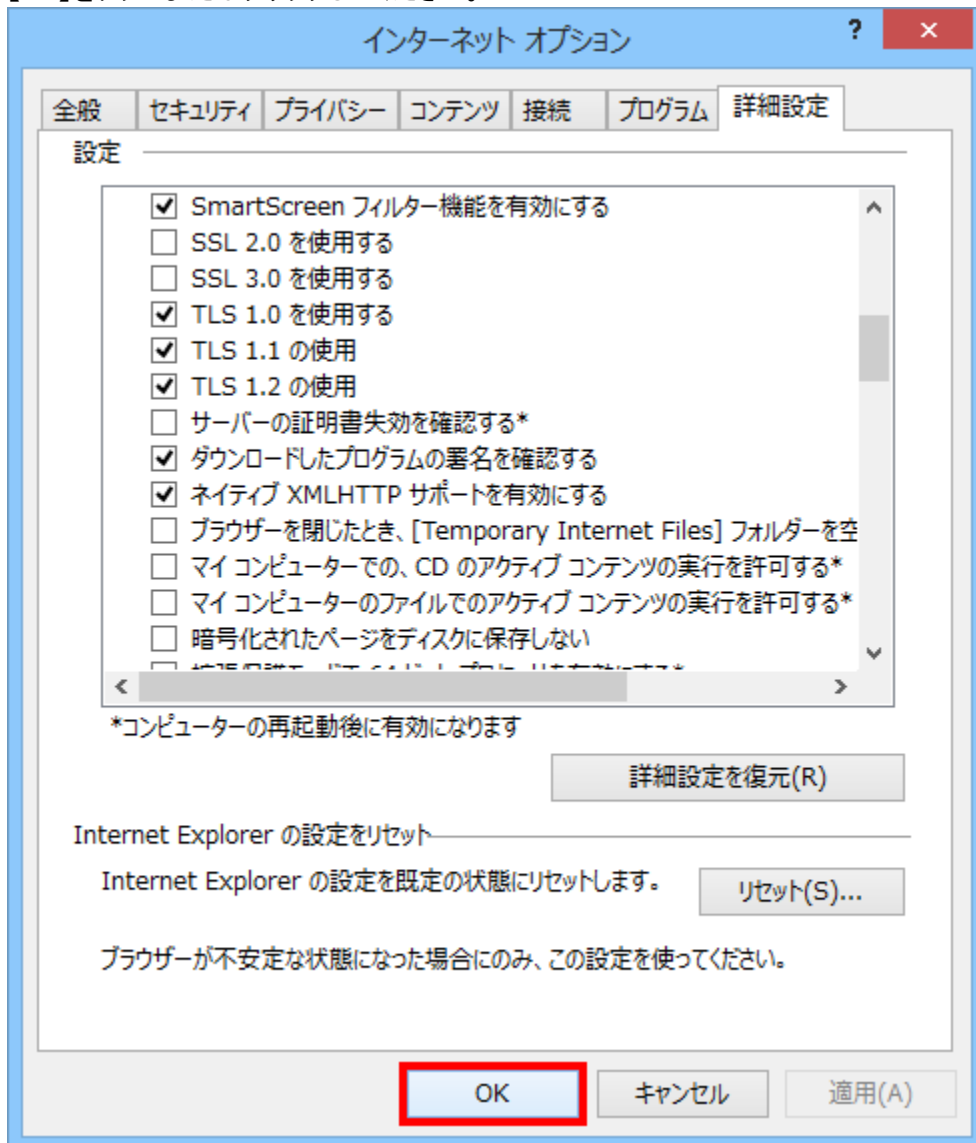 インターネット オプション
?
×
全般 セキュリティ プライバシー コンテンツ 接続 プログラム 詳細設定
設定
SmartScreen フィルター機能を有効にする
SSL 2.0 を使用する
SSL 3.0 を使用する
TLS 1.0 を使用する
TLS 1.1 の使用
TLS 1.2 の使用
サーバーの証明書失効を確認する*
ダウンロードしたプログラムの署名を確認する
ネイティブ XMLHTTP サポートを有効にする
ブラウザーを閉じたとき、[Temporary Internet Files] フォルダーを空
マイ コンピューターでの、CD のアクティブ コンテンツの実行を許可する*
マイ コンピューターのファイルでのアクティブ コンテンツの実行を許可する*
暗号化されたページをディスクに保存しない
*コンピューターの再起動後に有効になります
詳細設定を復元(R)
Internet Explorer の設定をリセット
Internet Explorer の設定を既定の状態にリセットします。
リセット(S)...
ブラウザーが不安定な状態になった場合にのみ、この設定を使ってください。
OK キャンセル 適用(A)